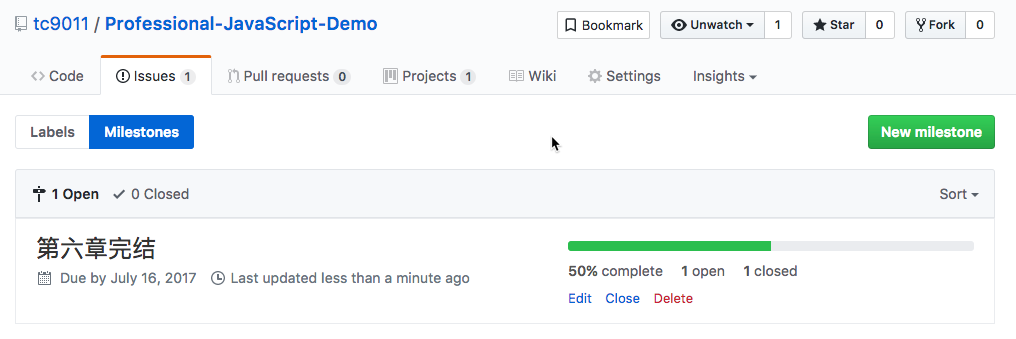 tc9011 / Professional-JavaScript-Demo Bookmark Unwatch 1 Star 0 Fork 0
Code Issues 1 Pull requests 0 Projects 1 Wiki Settings Insights
Labels Milestones New milestone
1 Open 0 Closed Sort
第六章完结
Due by July 16, 2017 Last updated less than a minute ago
50% complete 1 open 1 closed
Edit Close Delete